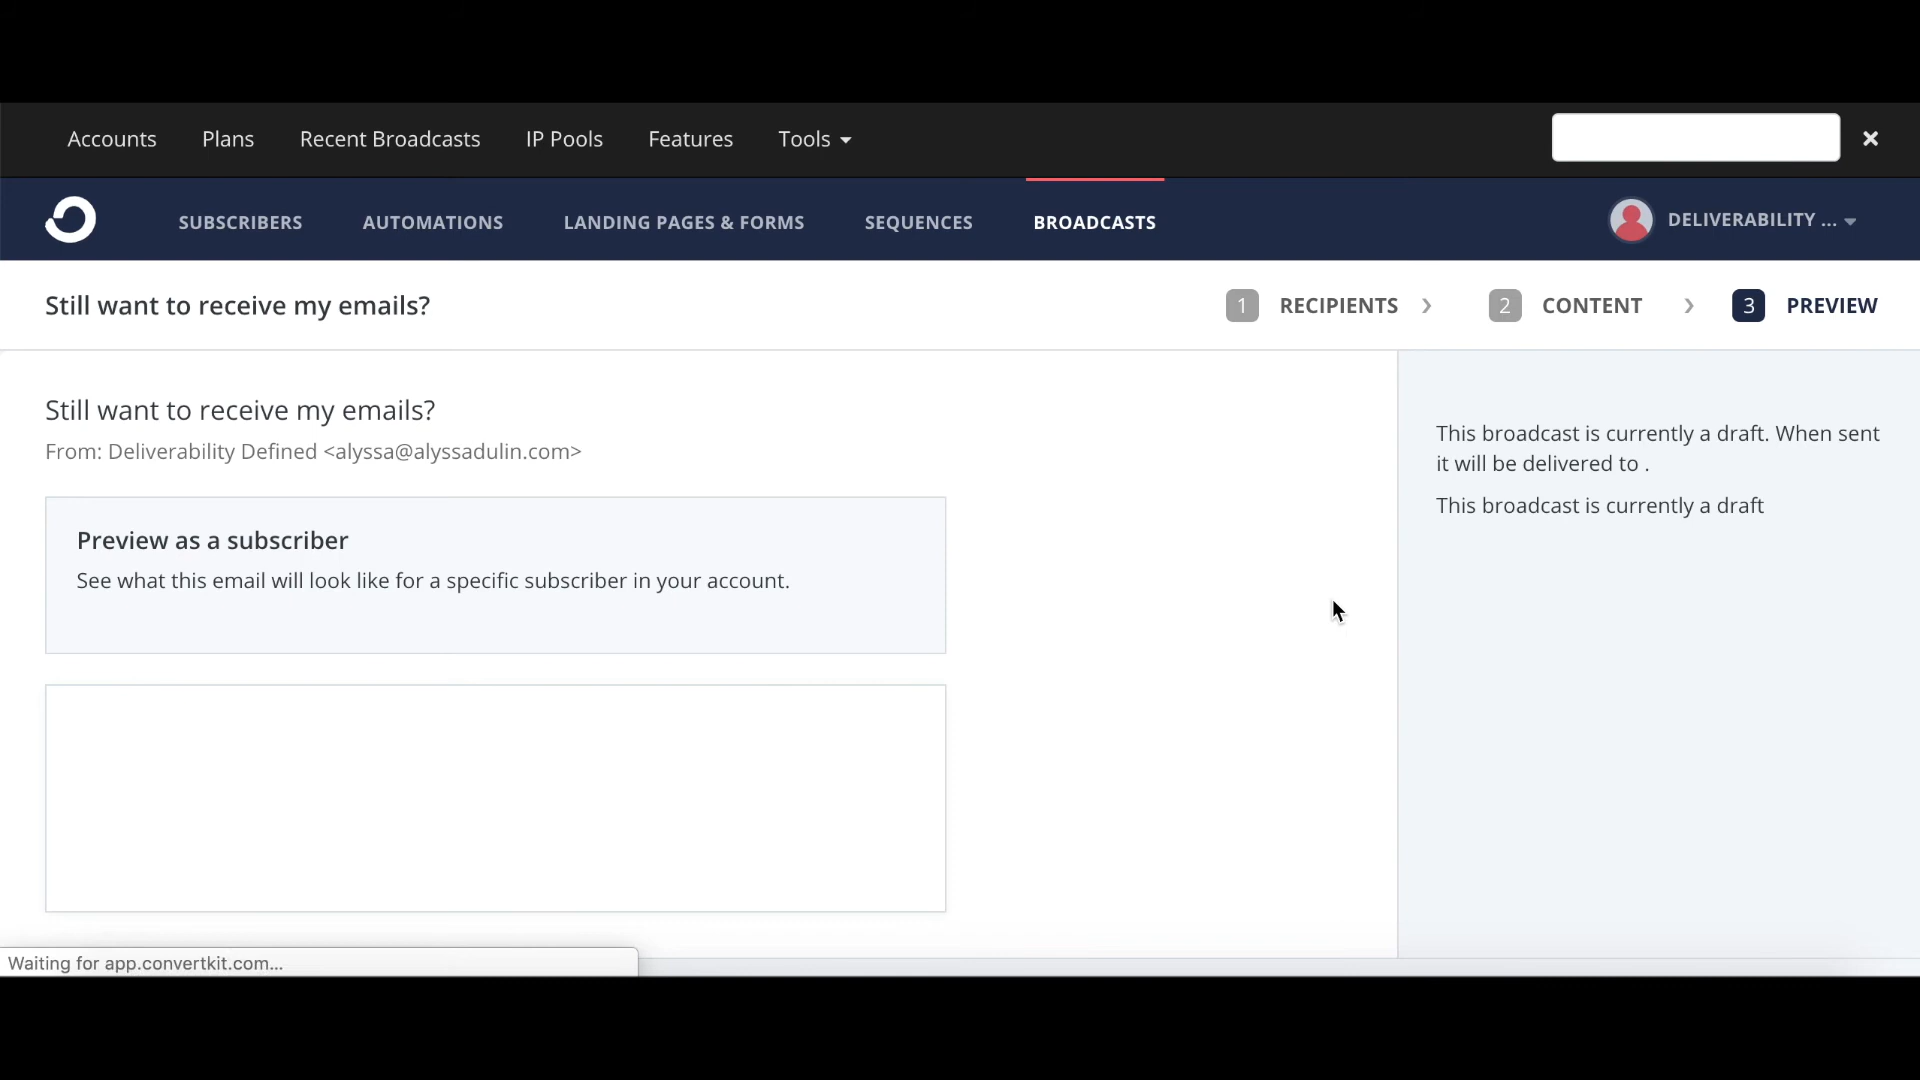 Accounts Plans Recent Broadcasts IP Pools Features Tools
SUBSCRIBERS AUTOMATIONS LANDING PAGES & FORMS SEQUENCES BROADCASTS DELIVERABILITY ...
Still want to receive my emails? 1 RECIPIENTS 2 CONTENT 3 PREVIEW
Still want to receive my emails?
From: Deliverability Defined <alyssa@alyssadulin.com>
Preview as a subscriber
See what this email will look like for a specific subscriber in your account.
This broadcast is currently a draft. When sent
it will be delivered to .
This broadcast is currently a draft
Waiting for app.convertkit.com...